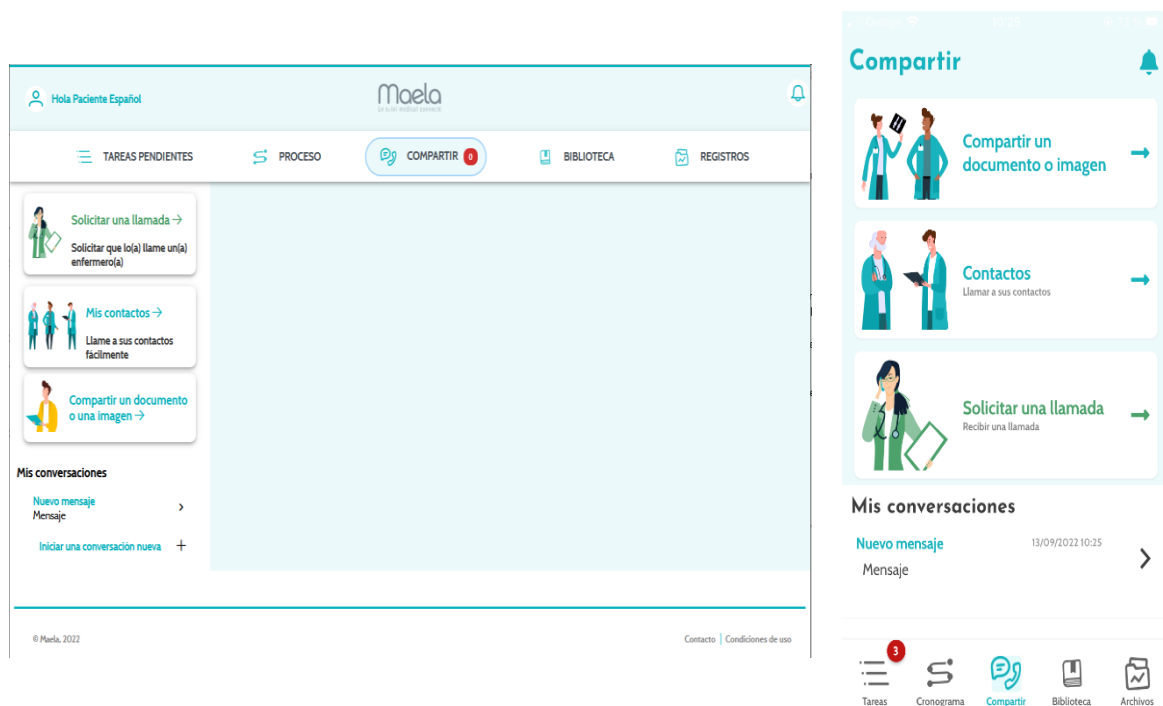 Hola Paciente Español
Maela
TAREAS PENDIENTES
PROCESO
COMPARTIR 0
BIBLIOTECA
REGISTROS
Solicitar una llamada →
Solicitar que lo(a) llame un(a)
enfermero(a)
Mis contactos →
Llame a sus contactos
fácilmente
Compartir un documento
o una imagen →
Mis conversaciones
Nuevo mensaje
Mensaje
Iniciar una conversación nueva +
© Maela, 2022
Contacto | Condiciones de uso
Compartir
Compartir un
documento o imagen
Contactos
Llamar a sus contactos
Solicitar una llamada
Recibir una llamada
Mis conversaciones
Nuevo mensaje 13/09/2022 10:25
Mensaje
3
Tareas
Cronograma
Compartir
Biblioteca
Archivos